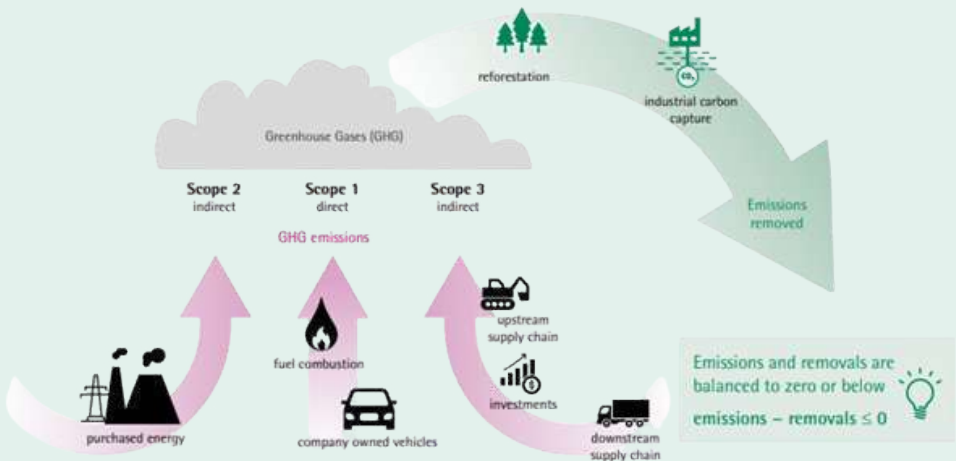 reforestation
CO₂
industrial carbon
capture
Greenhouse Gases (GHG)
Scope 2
indirect
Scope 1
direct
Scope 3
indirect
GHG emissions
Emissions
removed
purchased energy
fuel combustion
company owned vehicles
upstream
supply chain
$
investments
downstream
supply chain
Emissions and removals are
balanced to zero or below
emissions – removals ≤ 0